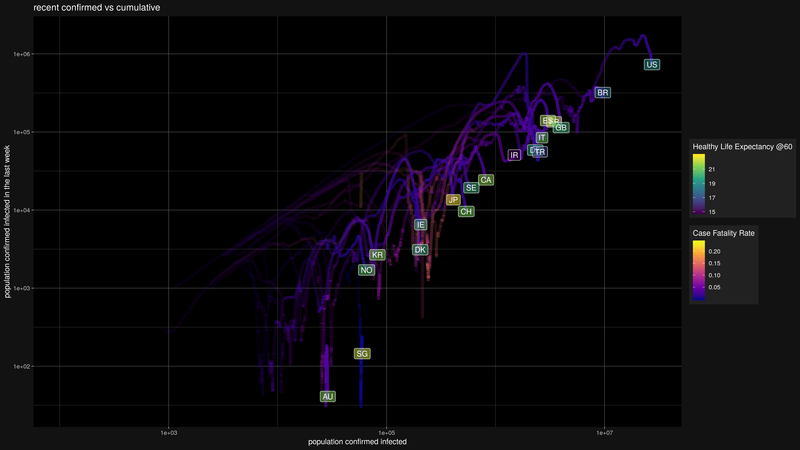 recent confirmed vs cumulative
1e+06
1e+05
1e+04
1e+03
1e+02
population confirmed infected in the last week
US
BR
GB
IT
TR
IR
CA
SE
JP
CH
IE
DK
KR
NO
SG
AU
1e+03
1e+05
1e+07
population confirmed infected
Healthy Life Expectancy @60
21
19
17
15
Case Fatality Rate
0.20
0.15
0.10
0.05